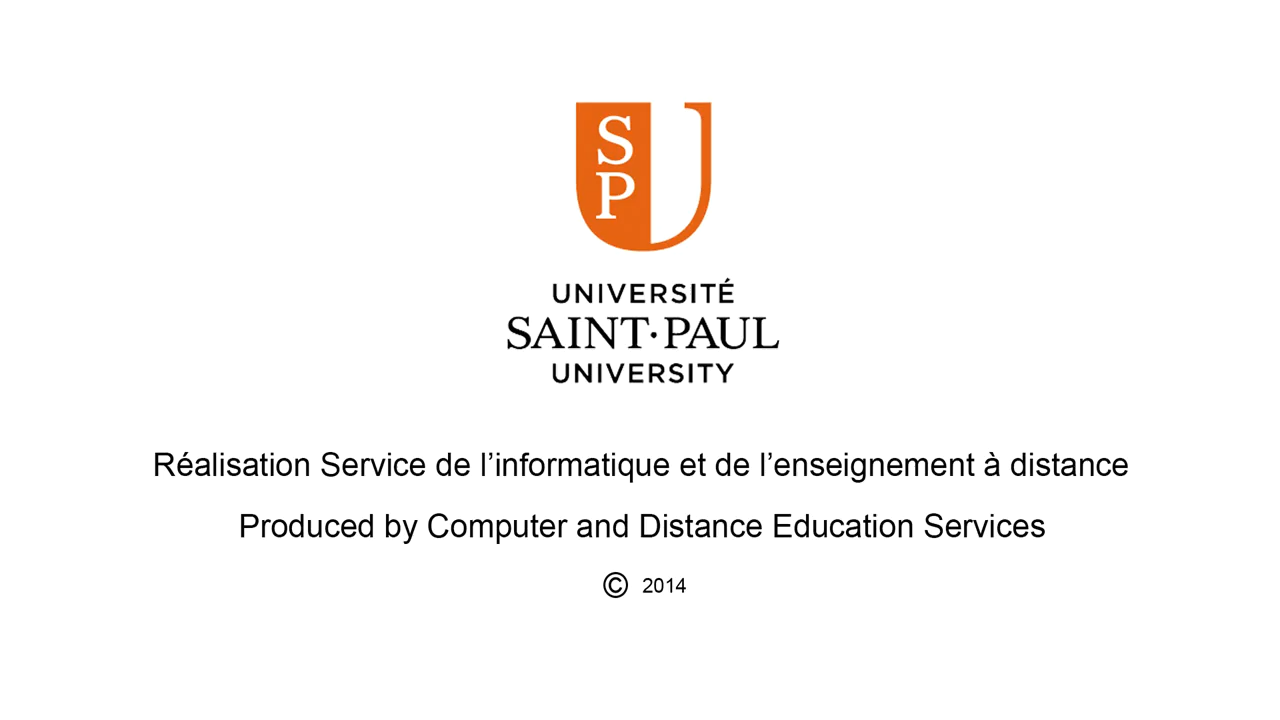 S
P
UNIVERSITÉ
SAINT·PAUL
UNIVERSITY
Réalisation Service de l’informatique et de l’enseignement à distance
Produced by Computer and Distance Education Services
© 2014